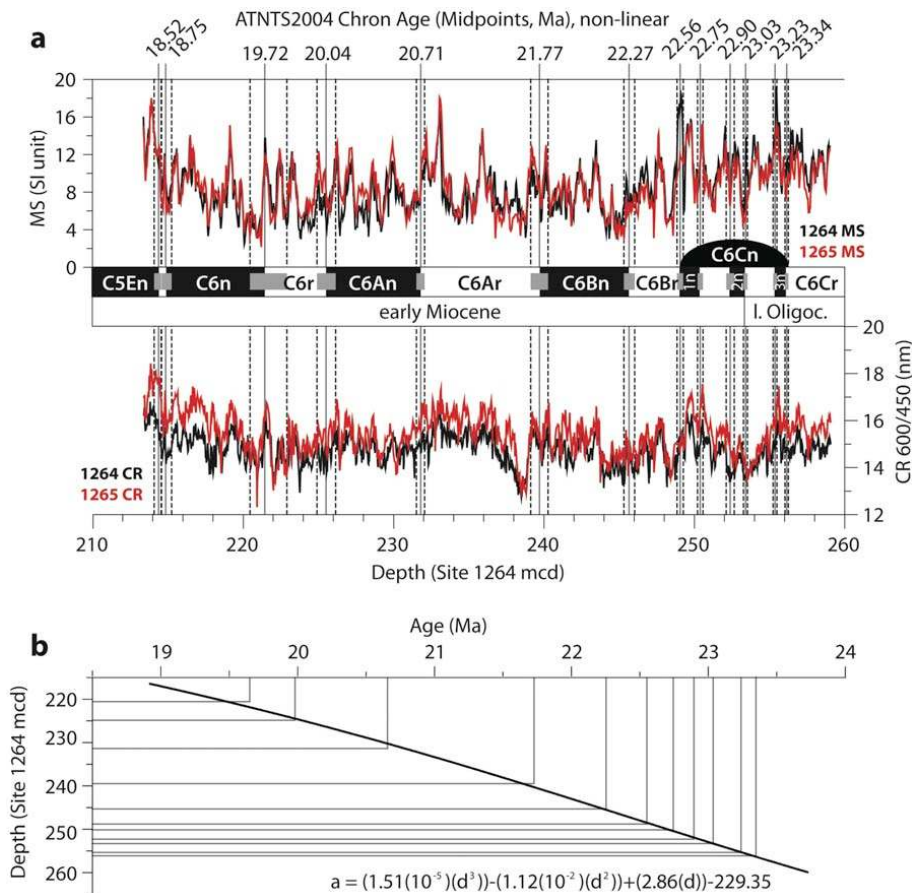 ATNTS2004 Chron Age (Midpoints, Ma), non-linear
a
18.52 18.75 19.72 20.04 20.71 21.77 22.27 22.56 22.75 22.90 23.03 23.23 23.34
20
16
12
8
4
0
MS (SI unit)
1264 MS
1265 MS
C6Cn
C5En C6n C6r C6An C6Ar C6Bn C6Br 1n 2n 3n C6Cr
early Miocene l. Oligoc.
20
18
16
14
12
CR 600/450 (nm)
1264 CR
1265 CR
210 220 230 240 250 260
Depth (Site 1264 mcd)
b
Age (Ma)
19 20 21 22 23 24
220
230
240
250
260
Depth (Site 1264 mcd)
a = (1.51(10⁻⁵)(d³))-(1.12(10⁻²)(d²))+(2.86(d))-229.35